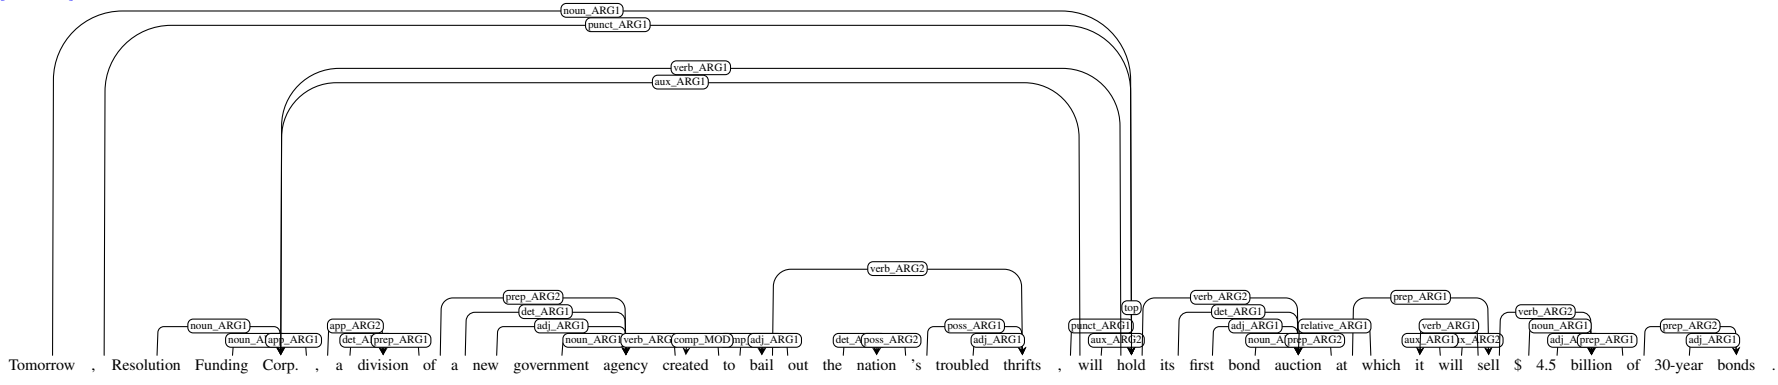 noun_ARG1
punct_ARG1
verb_ARG1
aux_ARG1
verb_ARG2
prep_ARG2 verb_ARG2 prep_ARG1
top
det_ARG1 det_ARG1 verb_ARG2
noun_ARG1 app_ARG2 adj_ARG1 poss_ARG1 punct_ARG1 adj_ARG1 relative_ARG1 verb_ARG1 noun_ARG1 prep_ARG2
app_ARG1 prep_ARG1 noun_ARG1 comp_MOD adj_ARG1 poss_ARG2 adj_ARG1 aux_ARG2 prep_ARG2 aux_ARG1 prep_ARG1 adj_ARG1
Tomorrow , Resolution Funding Corp. , a division of a new government agency created to bail out the nation 's troubled thrifts , will hold its first bond auction at which it will sell $ 4.5 billion of 30-year bonds .